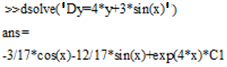 >>dsolve('Dy=4*y+3*sin(x)')
ans=
-3/17*cos(x)-12/17*sin(x)+exp(4*x)*C1